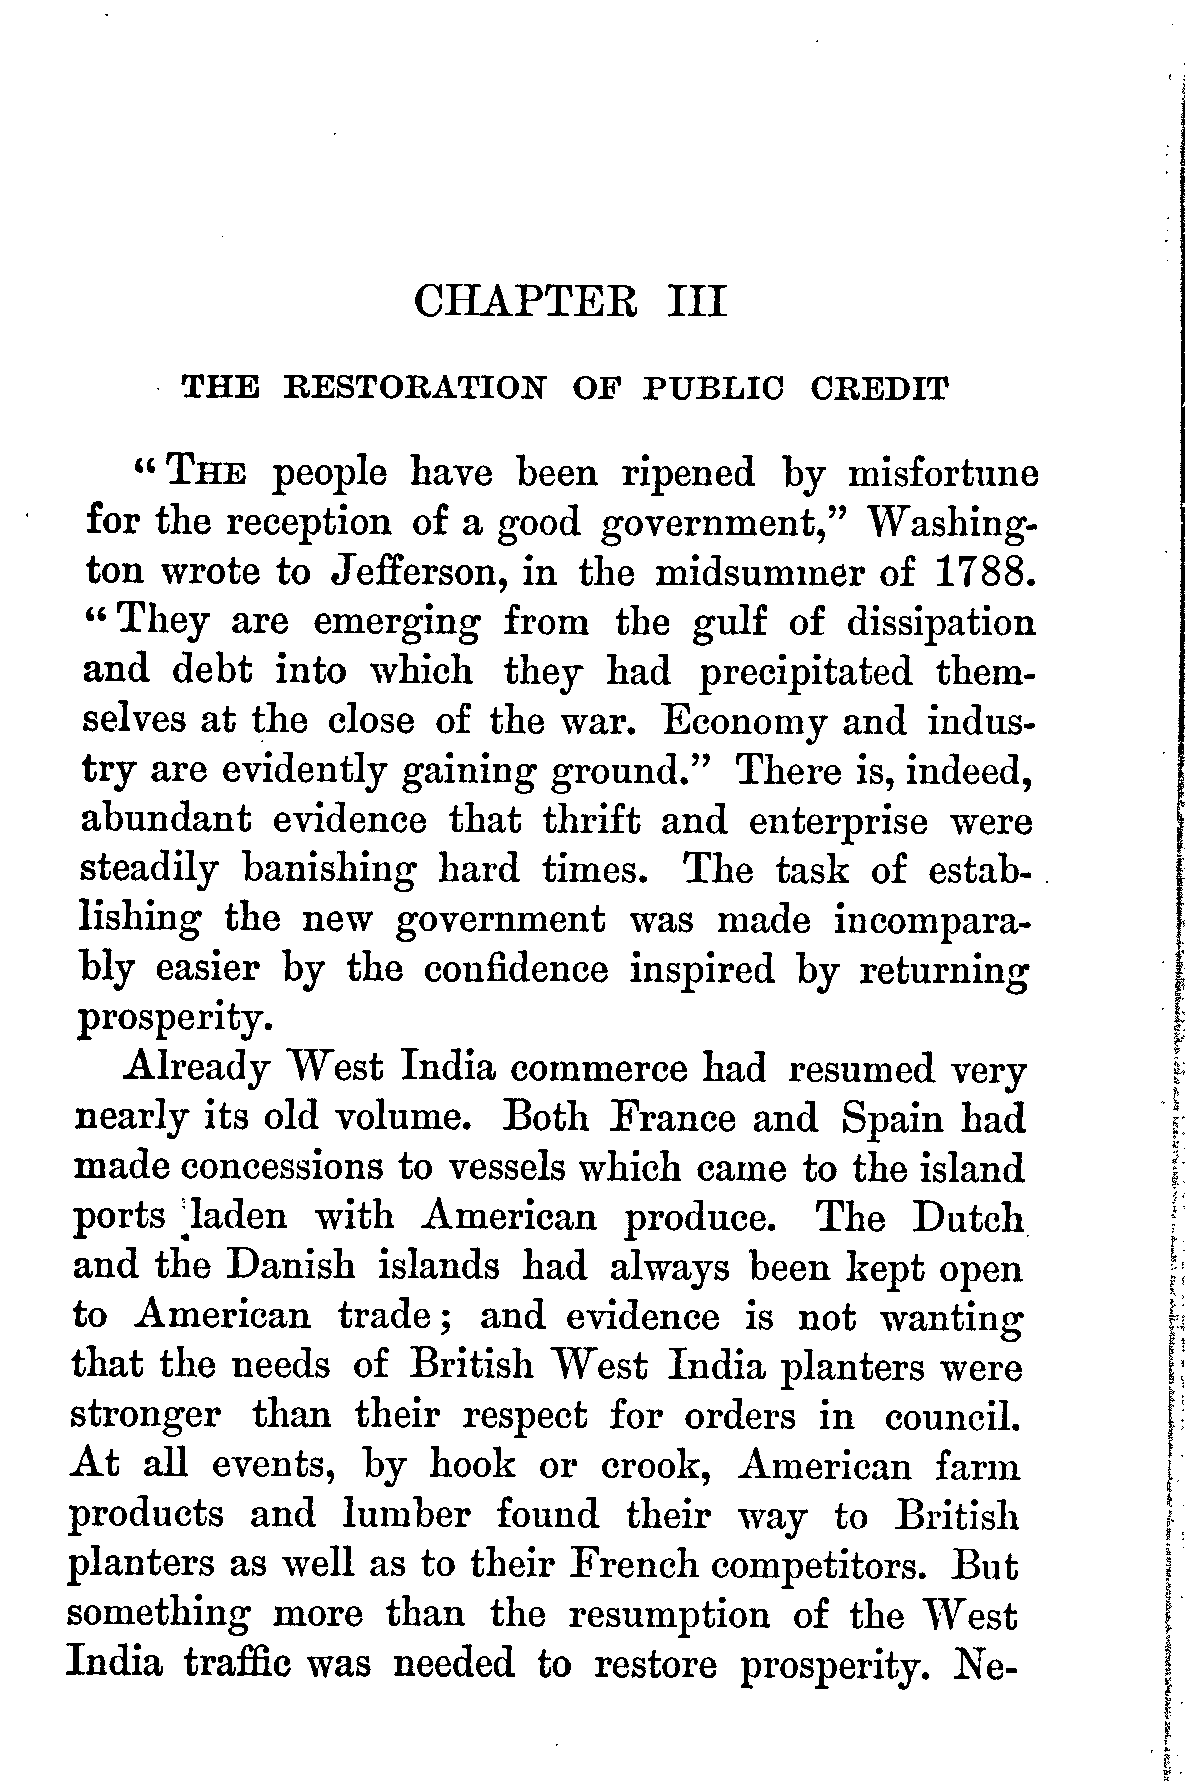 CHAPTER III
THE RESTORATION OF PUBLIC CREDIT
“THE people have been ripened by misfortune
for the reception of a good government,” Washing-
ton wrote to Jefferson, in the midsummer of 1788.
“They are emerging from the gulf of dissipation
and debt into which they had precipitated them-
selves at the close of the war. Economy and indus-
try are evidently gaining ground.” There is, indeed,
abundant evidence that thrift and enterprise were
steadily banishing hard times. The task of estab-
lishing the new government was made incompara-
bly easier by the confidence inspired by returning
prosperity.
Already West India commerce had resumed very
nearly its old volume. Both France and Spain had
made concessions to vessels which came to the island
ports laden with American produce. The Dutch
and the Danish islands had always been kept open
to American trade; and evidence is not wanting
that the needs of British West India planters were
stronger than their respect for orders in council.
At all events, by hook or crook, American farm
products and lumber found their way to British
planters as well as to their French competitors. But
something more than the resumption of the West
India traffic was needed to restore prosperity. Ne-